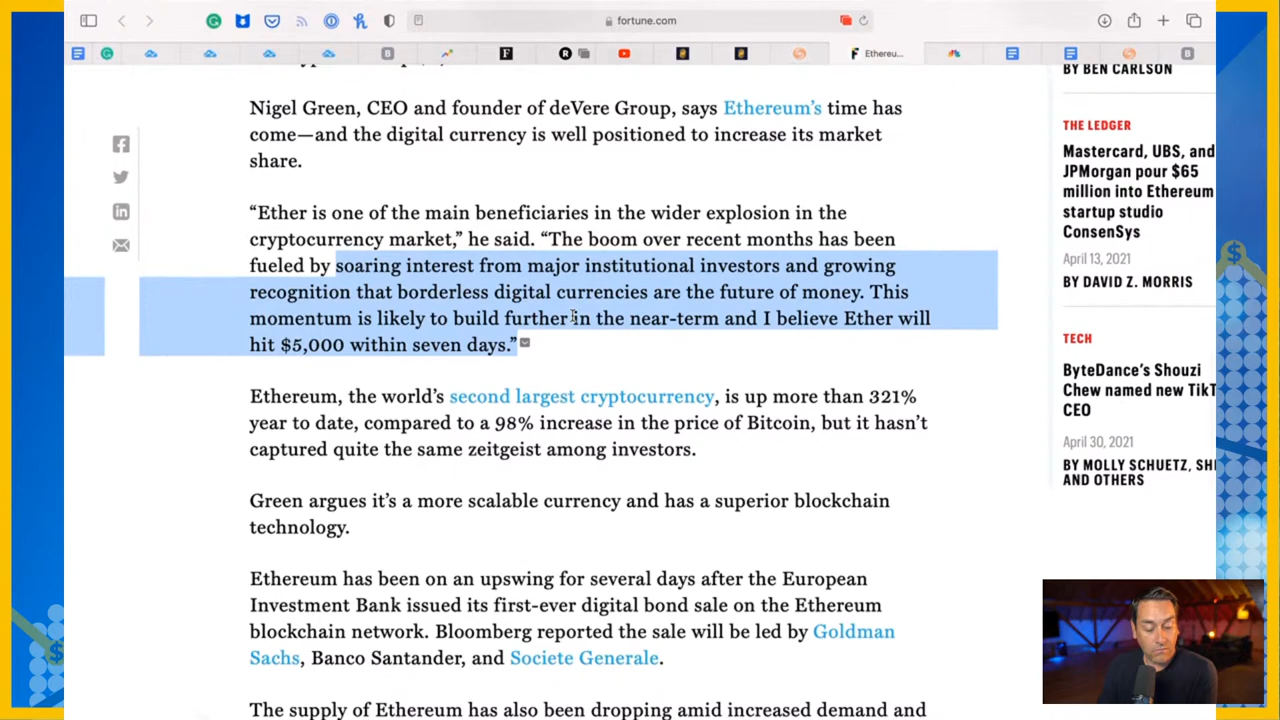 fortune.com
Ethereu...
BY BEN CARLSON
Nigel Green, CEO and founder of deVere Group, says Ethereum’s time has
come—and the digital currency is well positioned to increase its market
share.
“Ether is one of the main beneficiaries in the wider explosion in the
cryptocurrency market,” he said. “The boom over recent months has been
fueled by soaring interest from major institutional investors and growing
recognition that borderless digital currencies are the future of money. This
momentum is likely to build further in the near-term and I believe Ether will
hit $5,000 within seven days.”
Ethereum, the world’s second largest cryptocurrency, is up more than 321%
year to date, compared to a 98% increase in the price of Bitcoin, but it hasn’t
captured quite the same zeitgeist among investors.
Green argues it’s a more scalable currency and has a superior blockchain
technology.
Ethereum has been on an upswing for several days after the European
Investment Bank issued its first-ever digital bond sale on the Ethereum
blockchain network. Bloomberg reported the sale will be led by Goldman
Sachs, Banco Santander, and Societe Generale.
The supply of Ethereum has also been dropping amid increased demand and
THE LEDGER
Mastercard, UBS, and
JPMorgan pour $65
million into Ethereum
startup studio
ConsenSys
April 13, 2021
BY DAVID Z. MORRIS
TECH
ByteDance’s Shouzi
Chew named new TikT
CEO
April 30, 2021
BY MOLLY SCHUETZ, SH
AND OTHERS